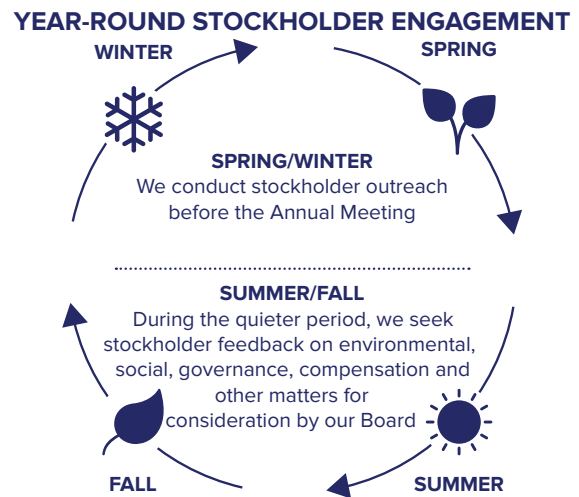 YEAR-ROUND STOCKHOLDER ENGAGEMENT
WINTER
SPRING
SPRING/WINTER
We conduct stockholder outreach
before the Annual Meeting
SUMMER/FALL
During the quieter period, we seek
stockholder feedback on environmental,
social, governance, compensation and
other matters for
consideration by our Board
FALL
SUMMER